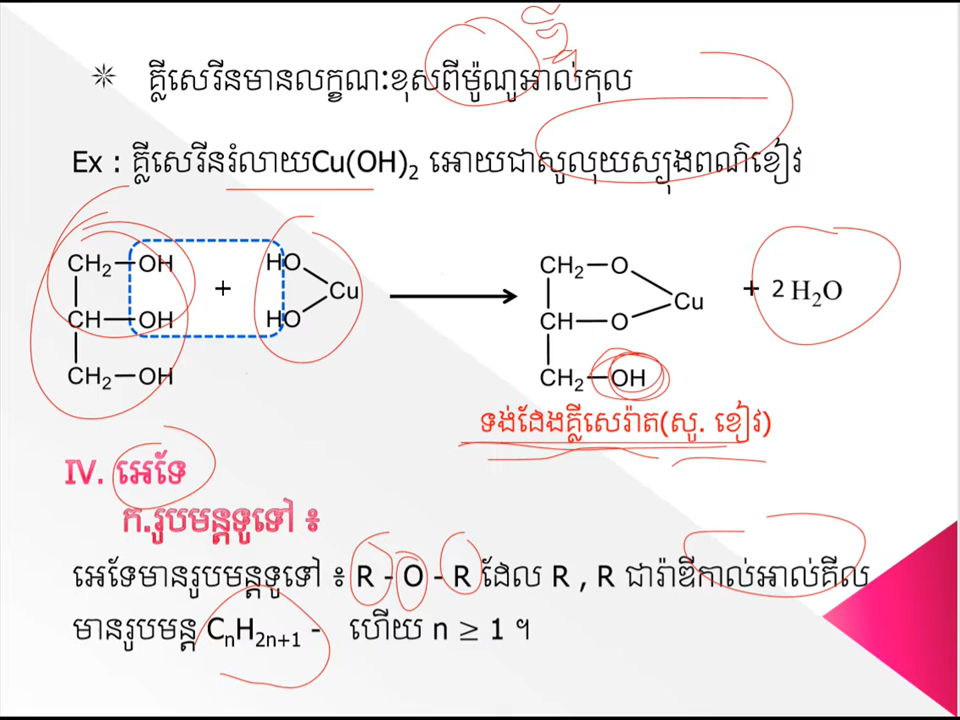 គ្លីសេរីនមានលក្ខណៈខុសពីម៉ូណូអាល់កុល
Ex : គ្លីសេរីនរំលាយCu(OH)₂ អោយជាសូលុយស្យុងពណ៌ខៀវ
CH₂—OH HO CH₂—O
+ Cu Cu + 2 H₂O
CH—OH HO CH—O
CH₂—OH CH₂—OH
ទង់ដែងគ្លីសេរ៉ាត(សូ. ខៀវ)
IV. អេទែ
ក.រូបមន្តទូទៅ ៖
អេទែមានរូបមន្តទូទៅ ៖ R - O - R ដែល R , R ជារ៉ាឌីកាល់អាល់គីល
មានរូបមន្ត CₙH₂ₙ₊₁ - ហើយ n ≥ 1 ។